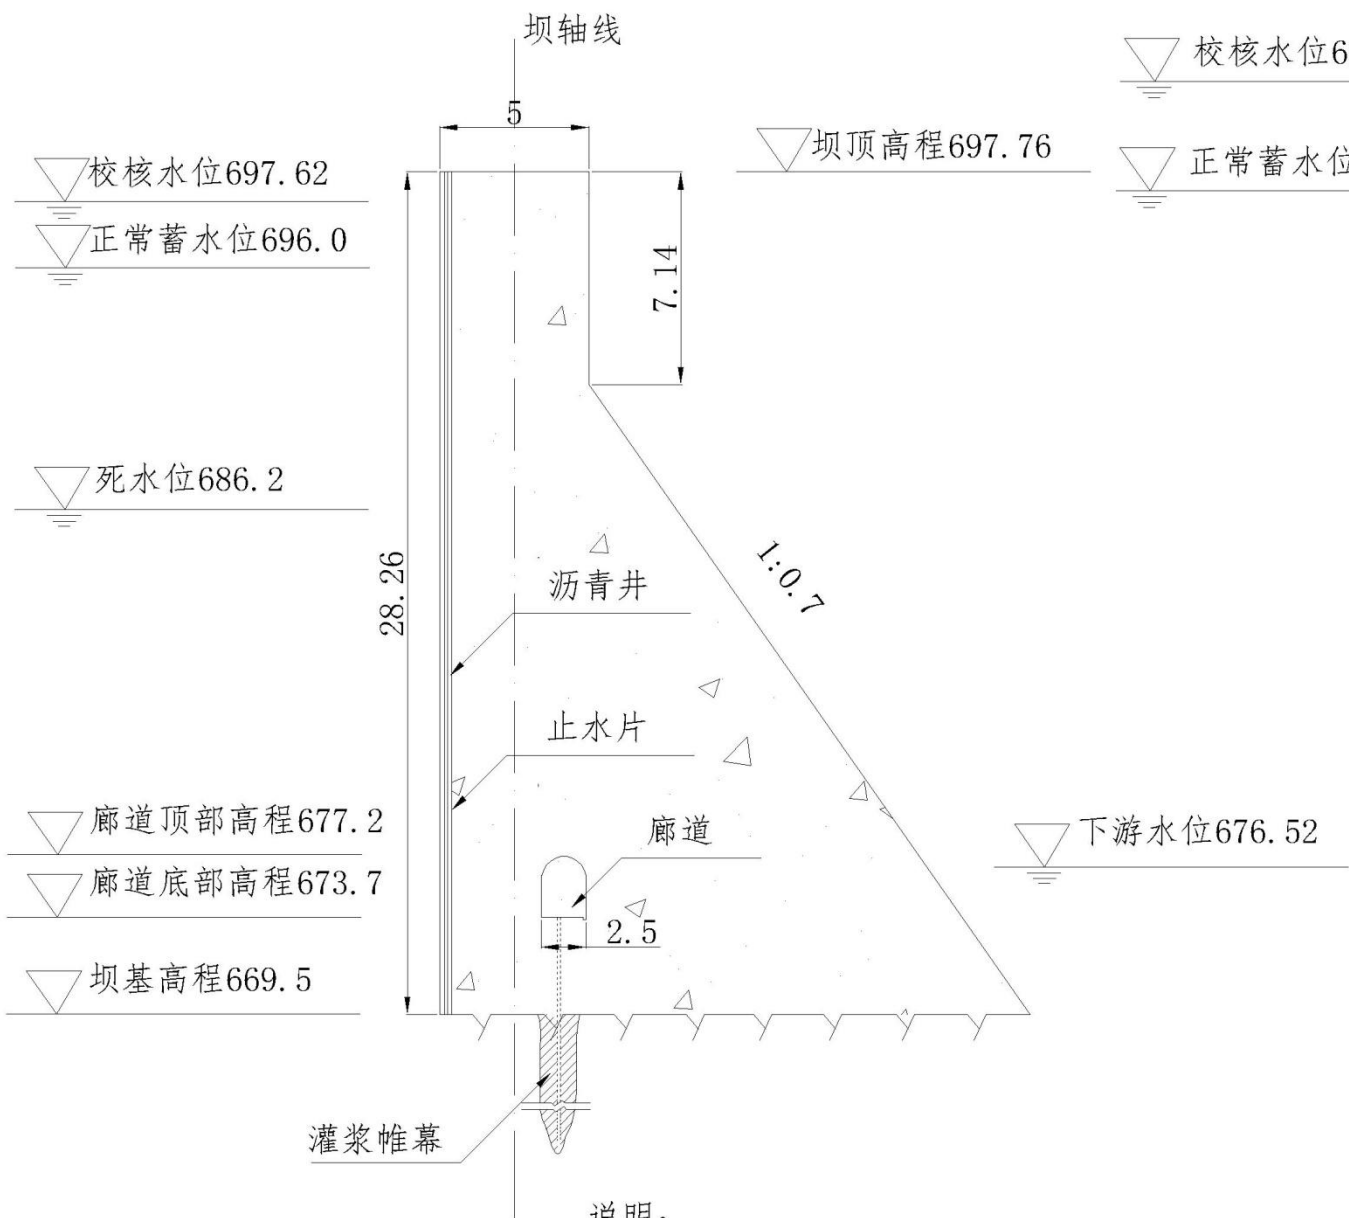 坝轴线
校核水位6
5
坝顶高程697.76
正常蓄水位
校核水位697.62
正常蓄水位696.0
7.14
死水位686.2
28.26
沥青井
1:0.7
止水片
廊道顶部高程677.2
廊道
下游水位676.52
廊道底部高程673.7
2.5
坝基高程669.5
灌浆帷幕
说明: